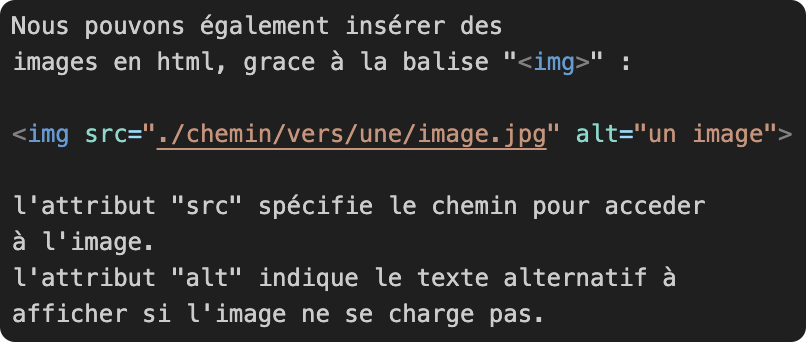 Nous pouvons également insérer des
images en html, grace à la balise "<img>" :
<img src="./chemin/vers/une/image.jpg" alt="un image">
l'attribut "src" spécifie le chemin pour acceder
à l'image.
l'attribut "alt" indique le texte alternatif à
afficher si l'image ne se charge pas.